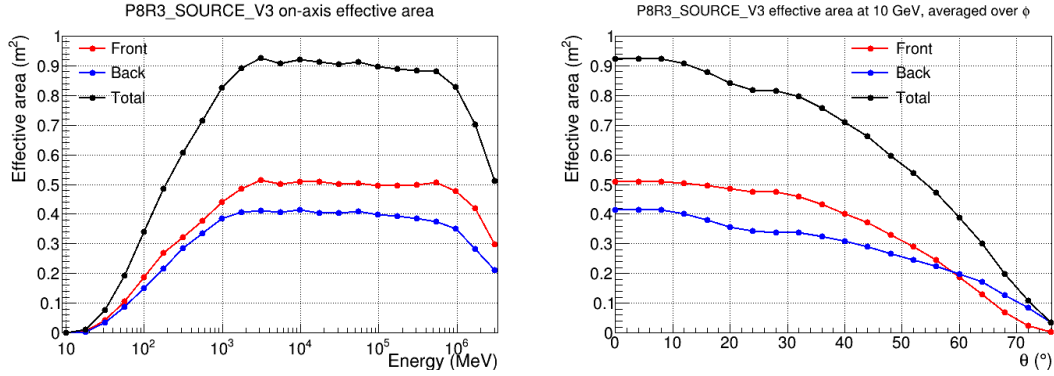 P8R3_SOURCE_V3 on-axis effective area
Effective area (m²)
Front
Back
Total
1
0.9
0.8
0.7
0.6
0.5
0.4
0.3
0.2
0.1
0
10 10² 10³ 10⁴ 10⁵ 10⁶
Energy (MeV)
P8R3_SOURCE_V3 effective area at 10 GeV, averaged over ϕ
Effective area (m²)
Front
Back
Total
1
0.9
0.8
0.7
0.6
0.5
0.4
0.3
0.2
0.1
0
0 10 20 30 40 50 60 70
θ (°)